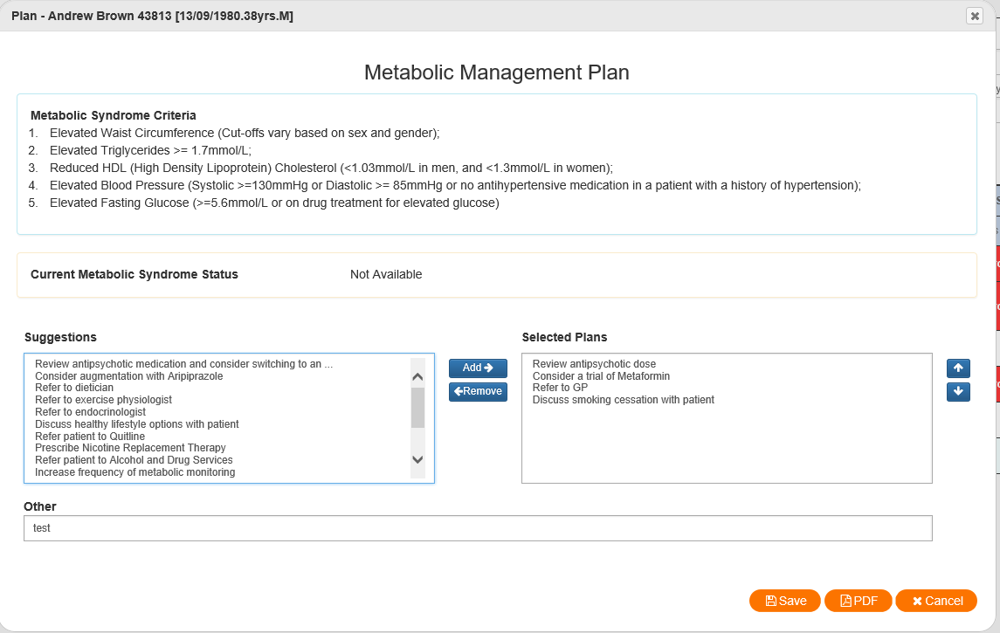 Plan - Andrew Brown 43813 [13/09/1980.38yrs.M]
Metabolic Management Plan
Metabolic Syndrome Criteria
1. Elevated Waist Circumference (Cut-offs vary based on sex and gender);
2. Elevated Triglycerides >= 1.7mmol/L;
3. Reduced HDL (High Density Lipoprotein) Cholesterol (<1.03mmol/L in men, and <1.3mmol/L in women);
4. Elevated Blood Pressure (Systolic >=130mmHg or Diastolic >= 85mmHg or no antihypertensive medication in a patient with a history of hypertension);
5. Elevated Fasting Glucose (>=5.6mmol/L or on drug treatment for elevated glucose)
Current Metabolic Syndrome Status Not Available
Suggestions
Review antipsychotic medication and consider switching to an ...
Consider augmentation with Aripiprazole
Refer to dietician
Refer to exercise physiologist
Refer to endocrinologist
Discuss healthy lifestyle options with patient
Refer patient to Quitline
Prescribe Nicotine Replacement Therapy
Refer patient to Alcohol and Drug Services
Increase frequency of metabolic monitoring
Add
Remove
Selected Plans
Review antipsychotic dose
Consider a trial of Metaformin
Refer to GP
Discuss smoking cessation with patient
Other
test
Save PDF Cancel